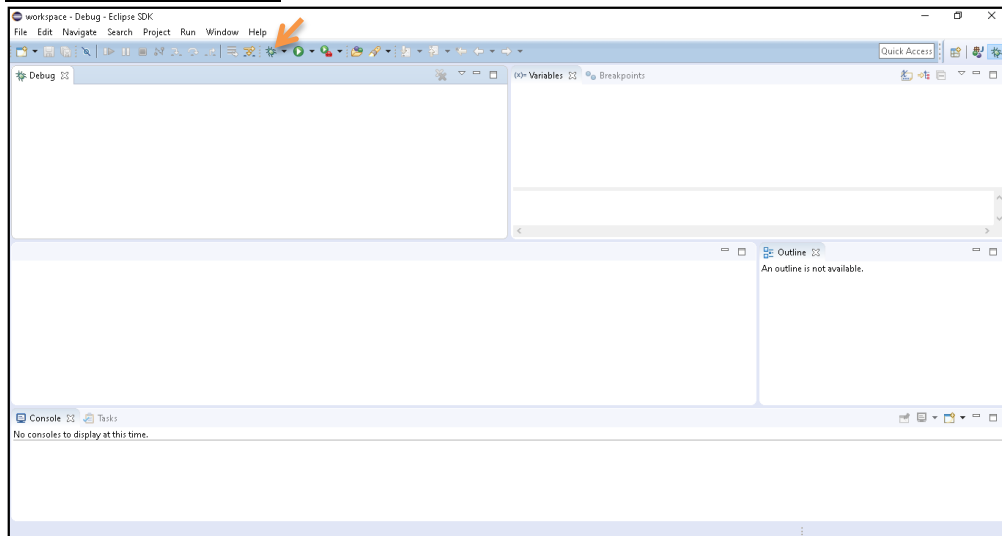 workspace - Debug - Eclipse SDK
File Edit Navigate Search Project Run Window Help
Quick Access
Debug
(x)= Variables Breakpoints
Outline
An outline is not available.
Console Tasks
No consoles to display at this time.